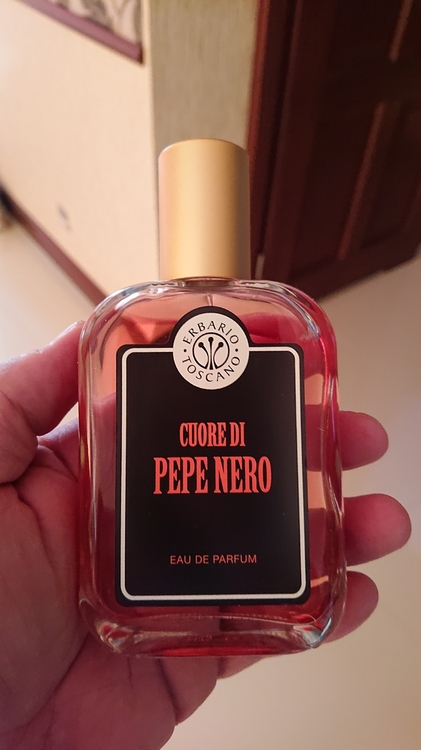 ERBARIO
TOSCANO
CUORE DI
PEPE NERO
EAU DE PARFUM